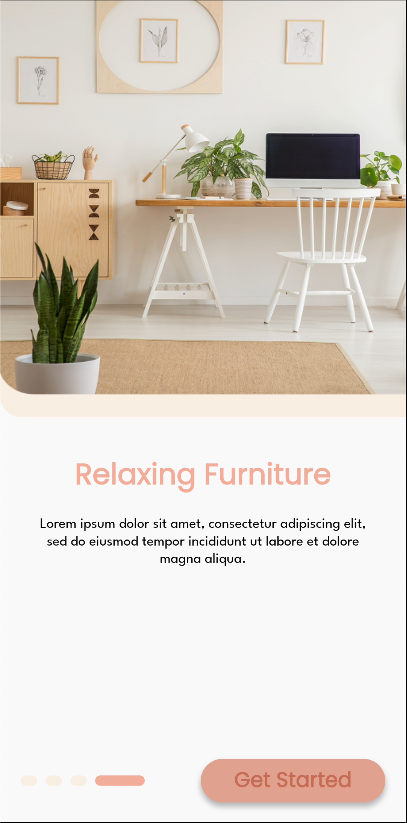 Relaxing Furniture
Lorem ipsum dolor sit amet, consectetur adipiscing elit,
sed do eiusmod tempor incididunt ut labore et dolore
magna aliqua.
Get Started